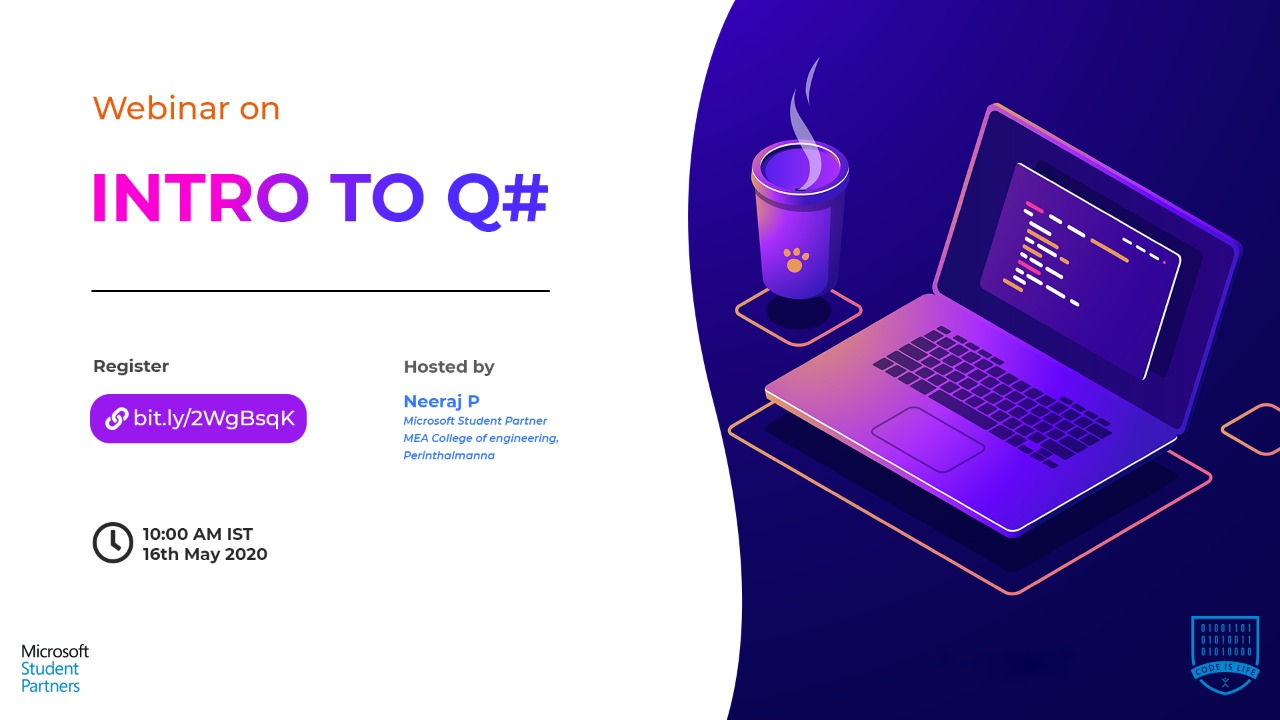 Webinar on
INTRO TO Q#
Register
bit.ly/2WgBsqK
Hosted by
Neeraj P
Microsoft Student Partner
MEA College of engineering,
Perinthalmanna
10:00 AM IST
16th May 2020
Microsoft
Student
Partners
01001101
01010011
01010000
CODE IS LIFE